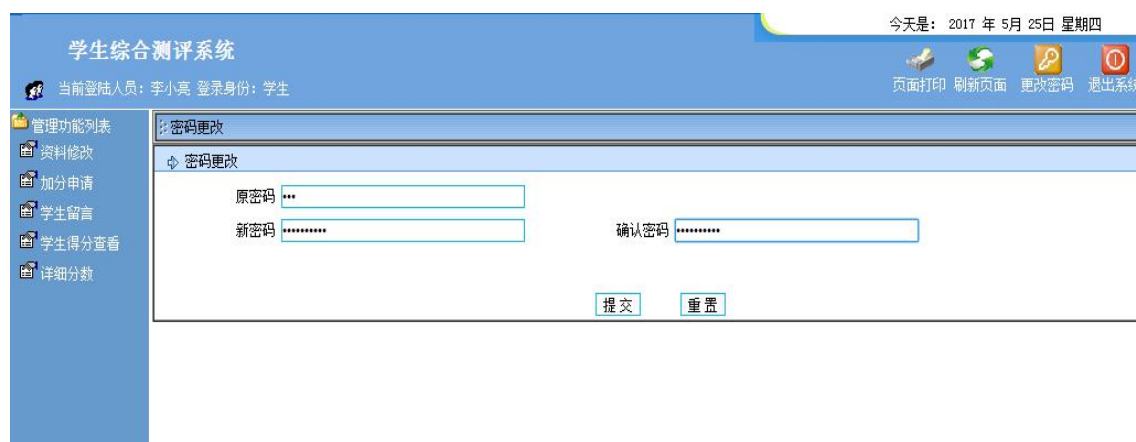 今天是： 2017 年 5月 25日 星期四
学生综合测评系统
页面打印 刷新页面 更改密码 退出系统
当前登陆人员：李小亮 登录身份：学生
管理功能列表
资料修改
加分申请
学生留言
学生得分查看
详细分数
密码更改
密码更改
原密码 •••
新密码 •••••••••• 确认密码 ••••••••••
提交 重置